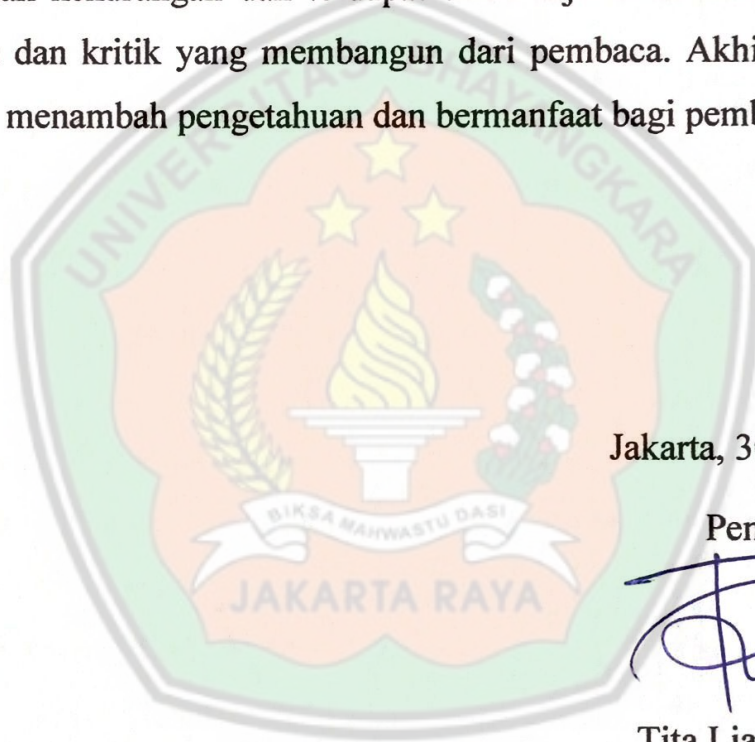 dan kritik yang membangun dari pembaca. Akhi
menambah pengetahuan dan bermanfaat bagi pemb
UNIVERSITAS BHAYANGKARA
Jakarta, 3
Pen
BIKSA MAHWASTU DASI
JAKARTA RAYA
Tita Lia